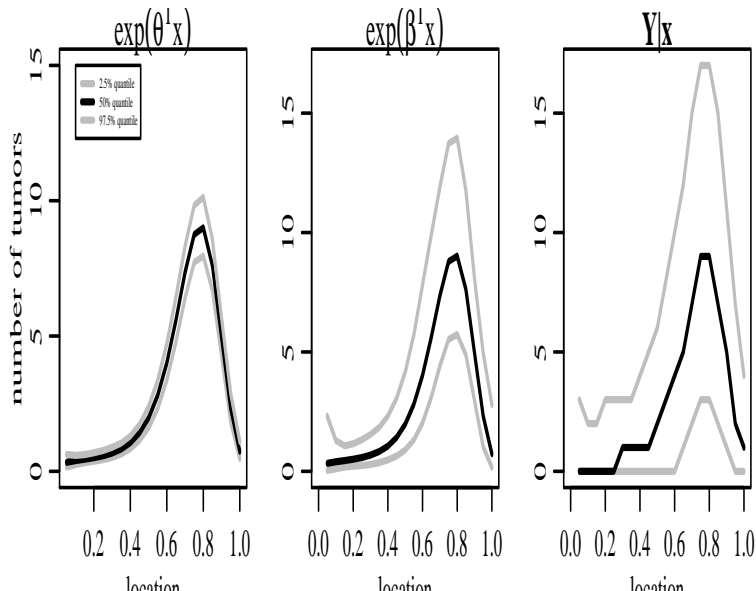 exp(θᵀx)
15
10
5
0
number of tumors
2.5% quantile
50% quantile
97.5% quantile
0.2 0.4 0.6 0.8 1.0
location
exp(βᵀx)
15
10
5
0
0.0 0.2 0.4 0.6 0.8 1.0
location
Y|x
15
10
5
0
0.0 0.2 0.4 0.6 0.8 1.0
location